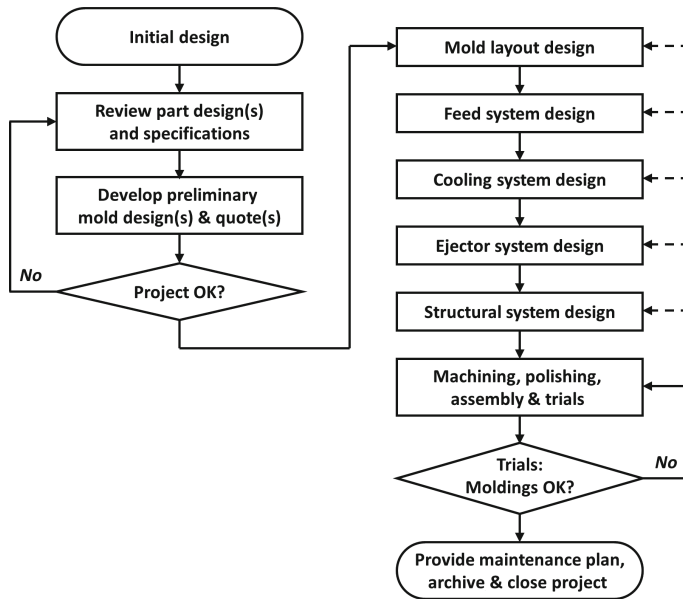 Initial design
Review part design(s)
and specifications
Develop preliminary
mold design(s) & quote(s)
No
Project OK?
Mold layout design
Feed system design
Cooling system design
Ejector system design
Structural system design
Machining, polishing,
assembly & trials
Trials:
Moldings OK?
No
Provide maintenance plan,
archive & close project